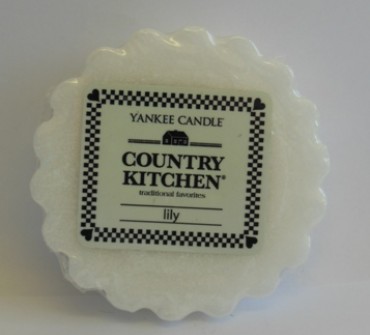 YANKEE CANDLE
COUNTRY
KITCHEN®
traditional favorites
lily